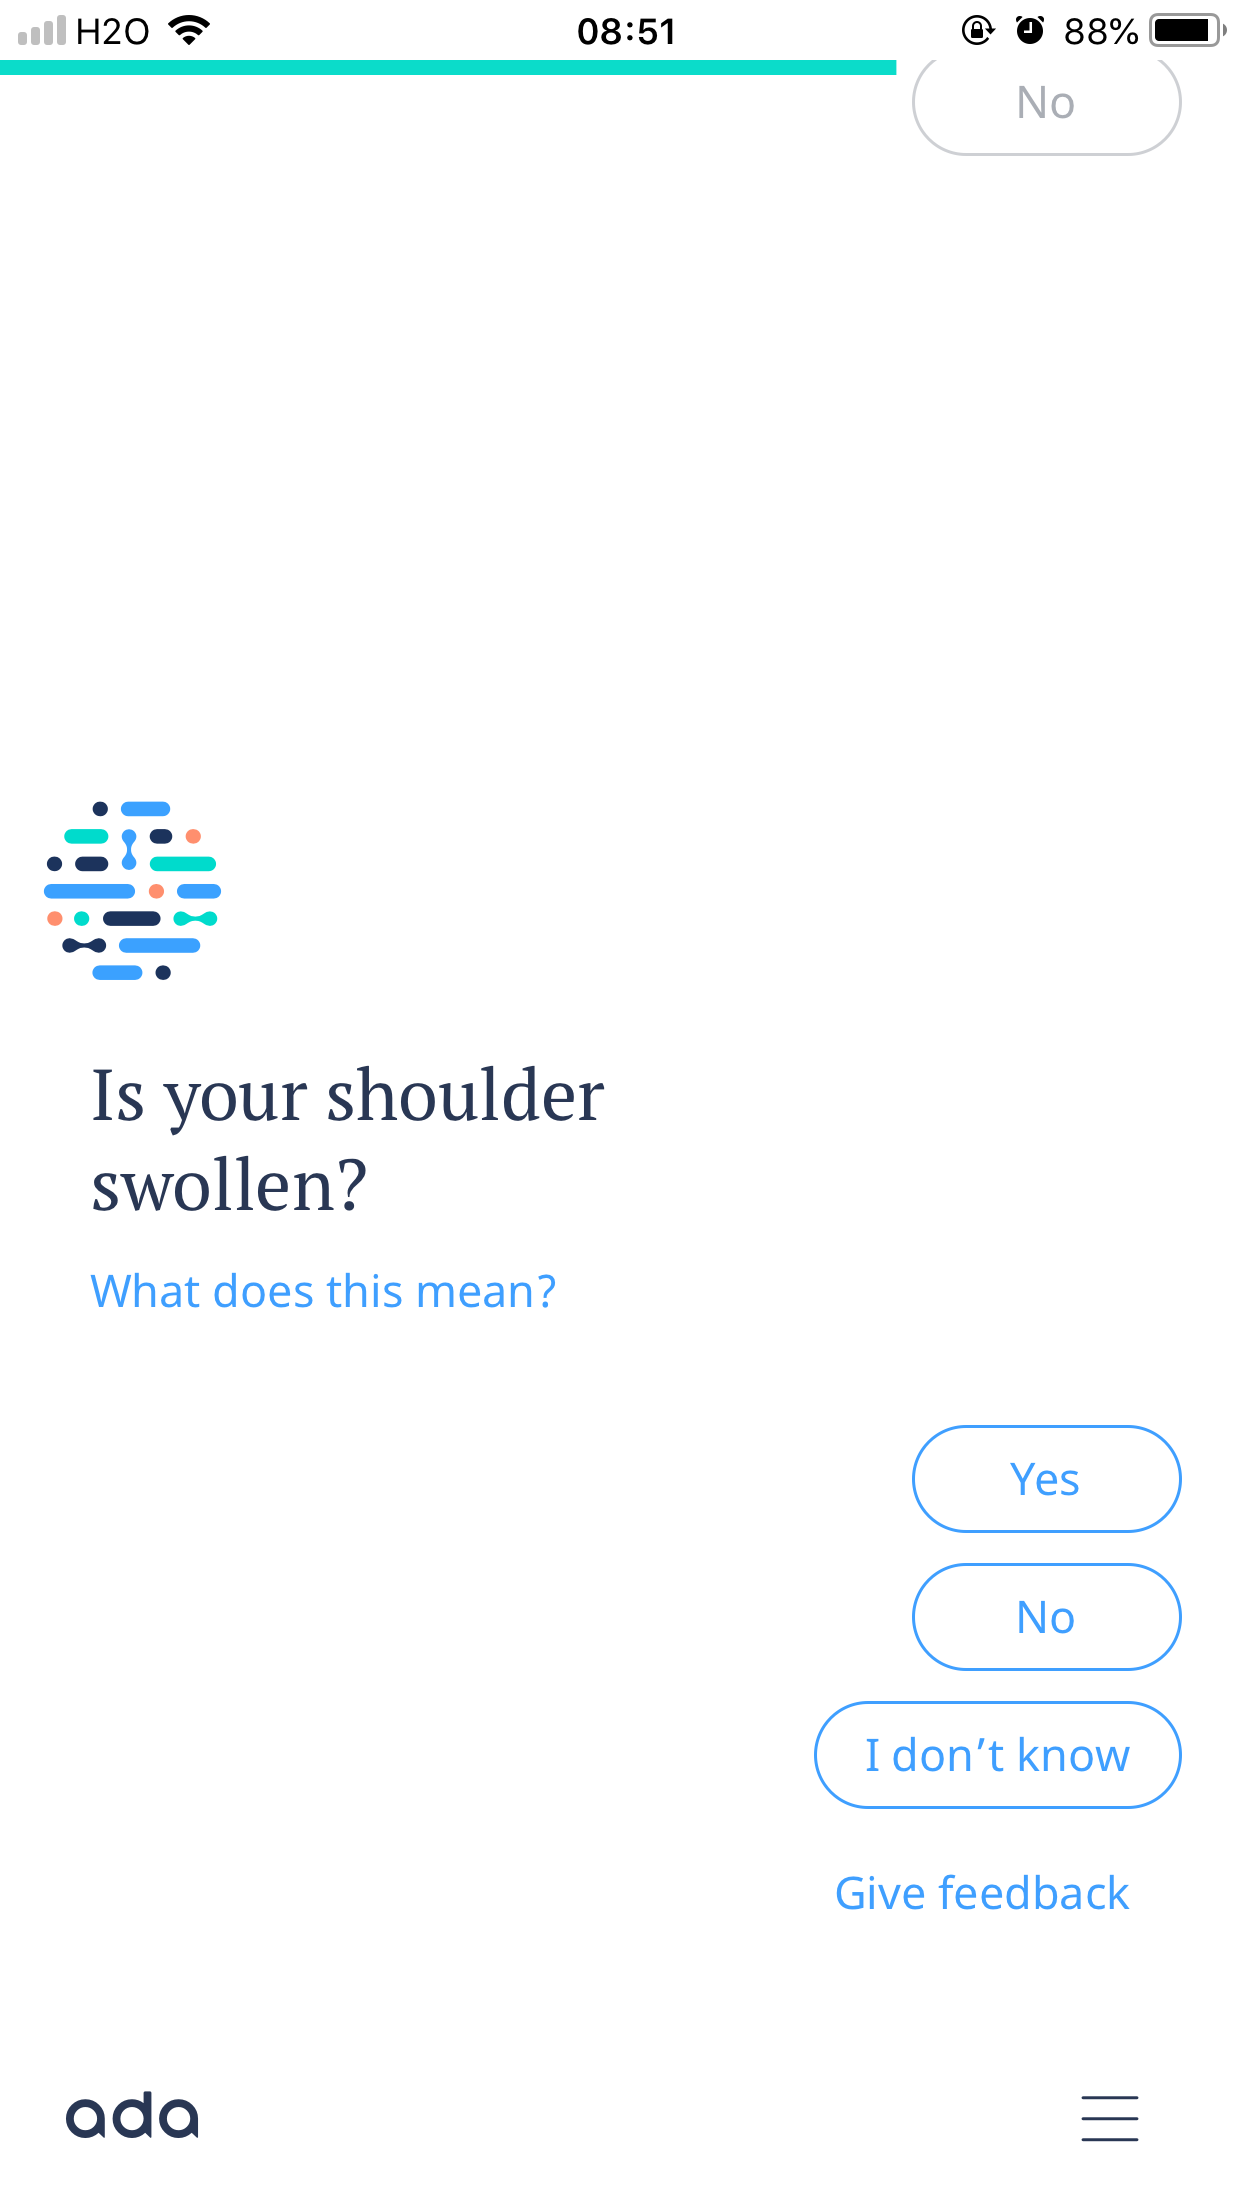 H2O 08:51 88%
No
Is your shoulder
swollen?
What does this mean?
Yes
No
I don’t know
Give feedback
ada